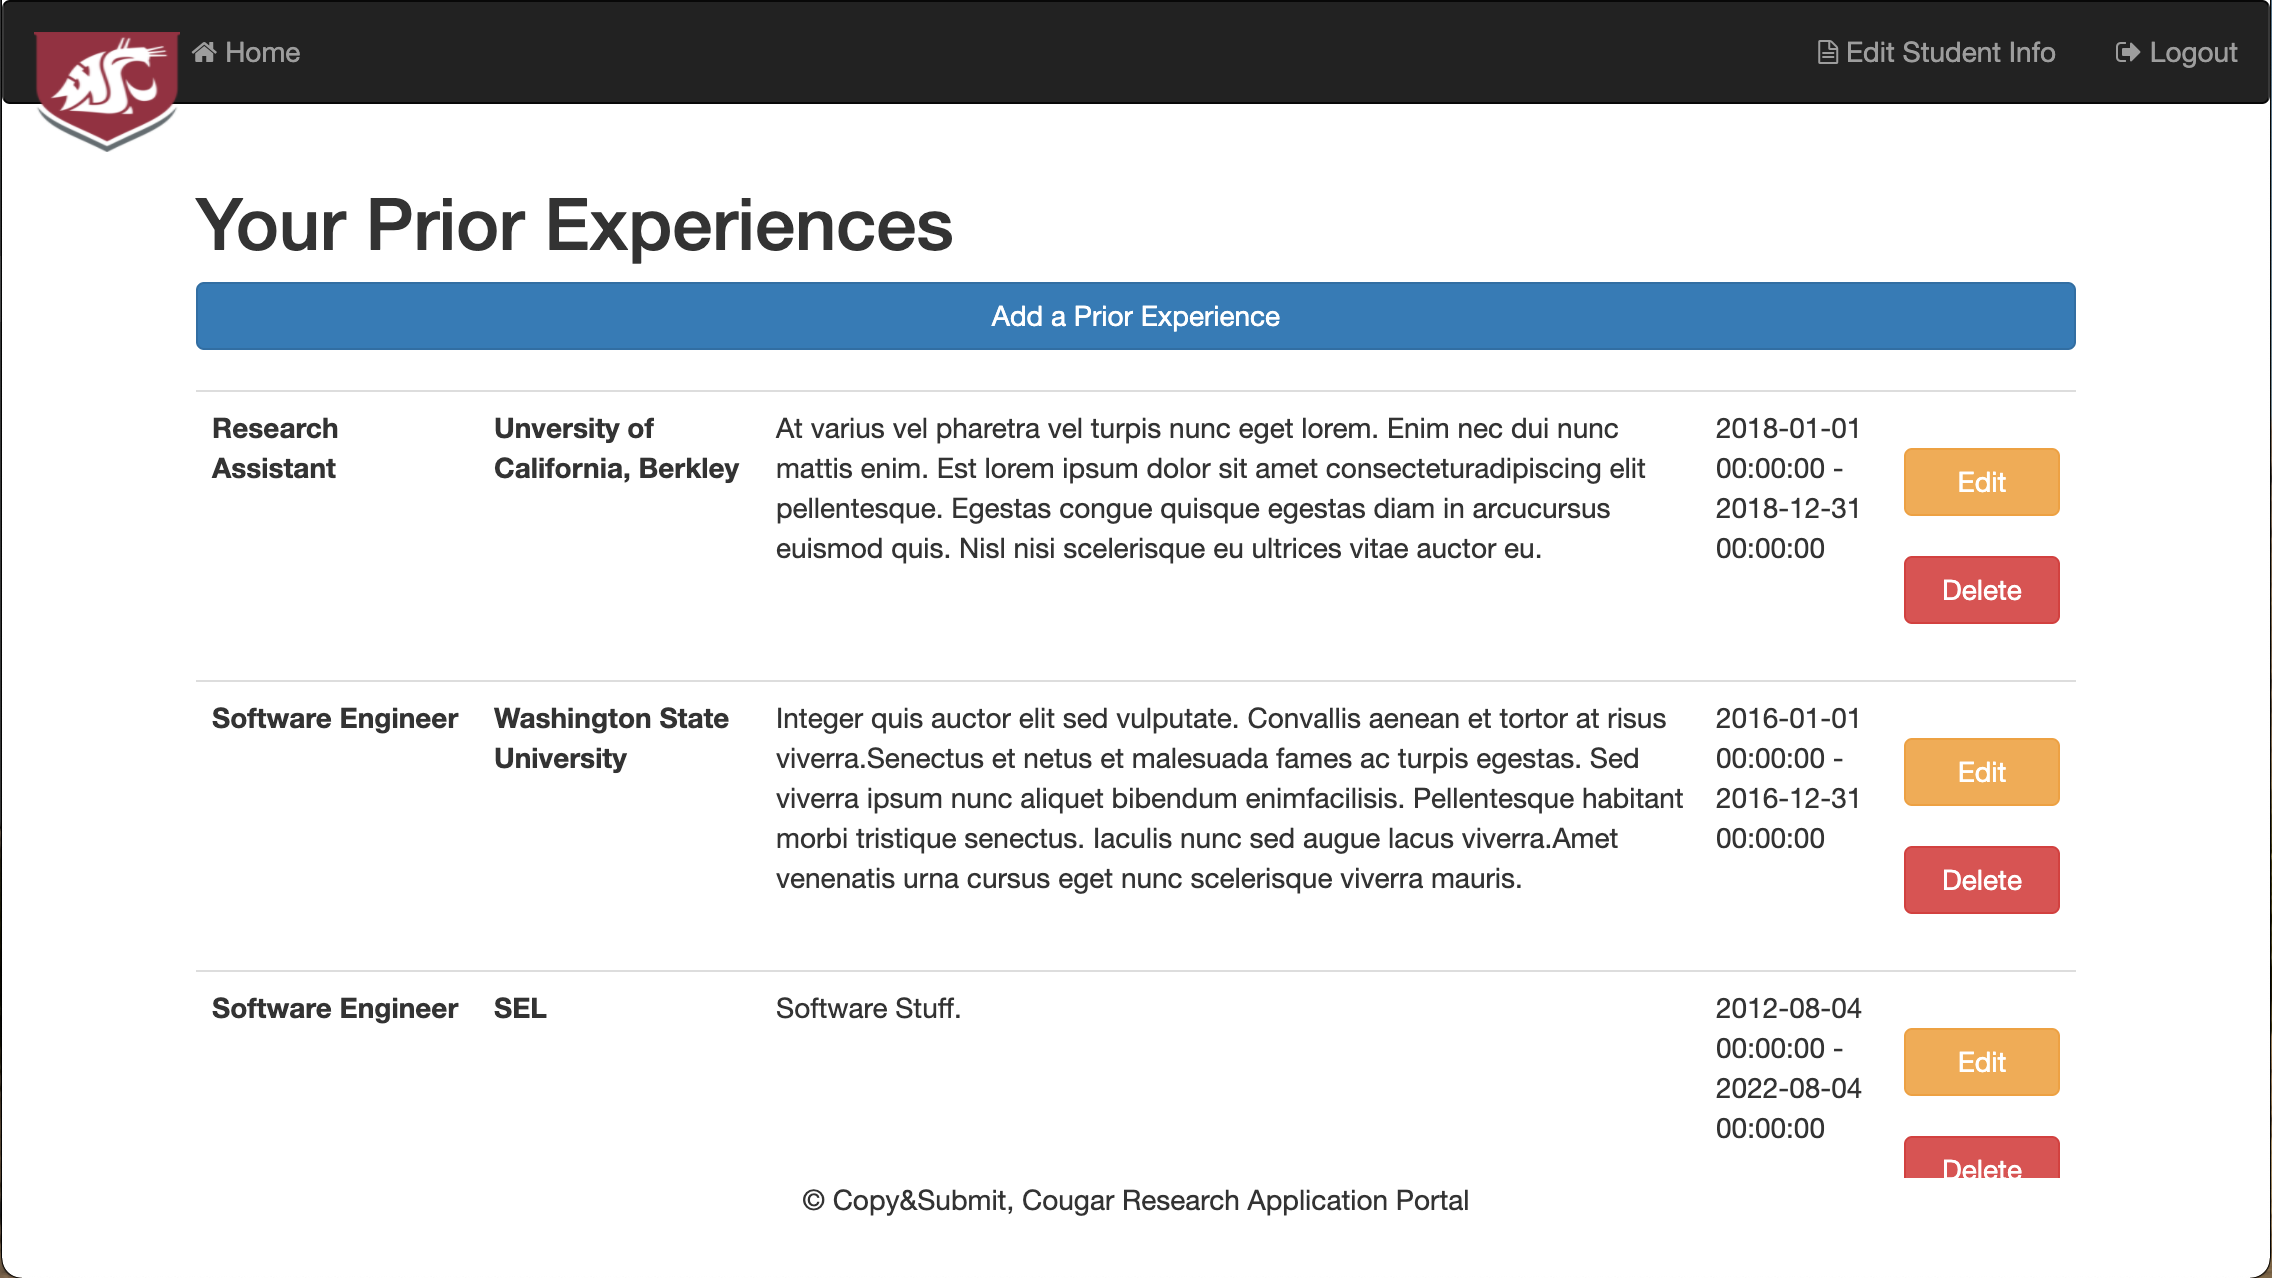 Home
Edit Student Info
Logout
Your Prior Experiences
Add a Prior Experience
Research
Assistant
Unversity of
California, Berkley
At varius vel pharetra vel turpis nunc eget lorem. Enim nec dui nunc
mattis enim. Est lorem ipsum dolor sit amet consecteturadipiscing elit
pellentesque. Egestas congue quisque egestas diam in arcucursus
euismod quis. Nisl nisi scelerisque eu ultrices vitae auctor eu.
2018-01-01
00:00:00 -
2018-12-31
00:00:00
Edit
Delete
Software Engineer
Washington State
University
Integer quis auctor elit sed vulputate. Convallis aenean et tortor at risus
viverra.Senectus et netus et malesuada fames ac turpis egestas. Sed
viverra ipsum nunc aliquet bibendum enimfacilisis. Pellentesque habitant
morbi tristique senectus. Iaculis nunc sed augue lacus viverra.Amet
venenatis urna cursus eget nunc scelerisque viverra mauris.
2016-01-01
00:00:00 -
2016-12-31
00:00:00
Edit
Delete
Software Engineer
SEL
Software Stuff.
2012-08-04
00:00:00 -
2022-08-04
00:00:00
Edit
Delete
© Copy&Submit, Cougar Research Application Portal